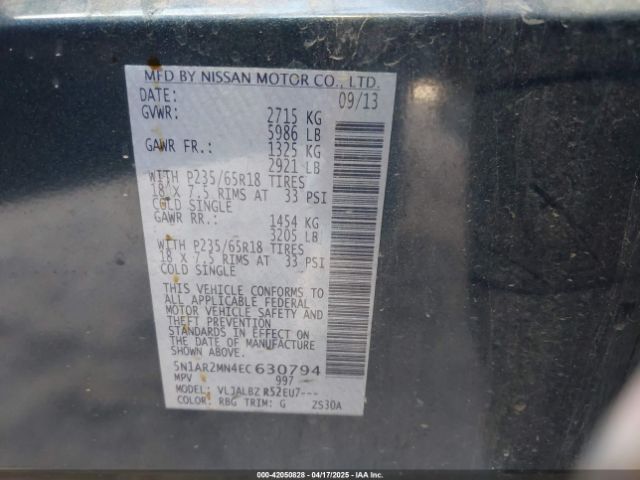 MFD BY NISSAN MOTOR CO., LTD.
DATE: 09/13
GVWR: 2715 KG
5986 LB
GAWR FR.: 1325 KG
2921 LB
WITH P235/65R18 TIRES
18 X 7.5 RIMS AT 33 PSI
COLD SINGLE
GAWR RR.: 1454 KG
3205 LB
WITH P235/65R18 TIRES
18 X 7.5 RIMS AT 33 PSI
COLD SINGLE
THIS VEHICLE CONFORMS TO
ALL APPLICABLE FEDERAL
MOTOR VEHICLE SAFETY AND
THEFT PREVENTION
STANDARDS IN EFFECT ON
THE DATE OF MANUFACTURE
SHOWN ABOVE.
5N1AR2MN4EC630794
MPV 997
MODEL: VLJALBZ R52EU7---
COLOR: RBG TRIM: G ZS30A
000-42050828 - 04/17/2025 - IAA Inc.